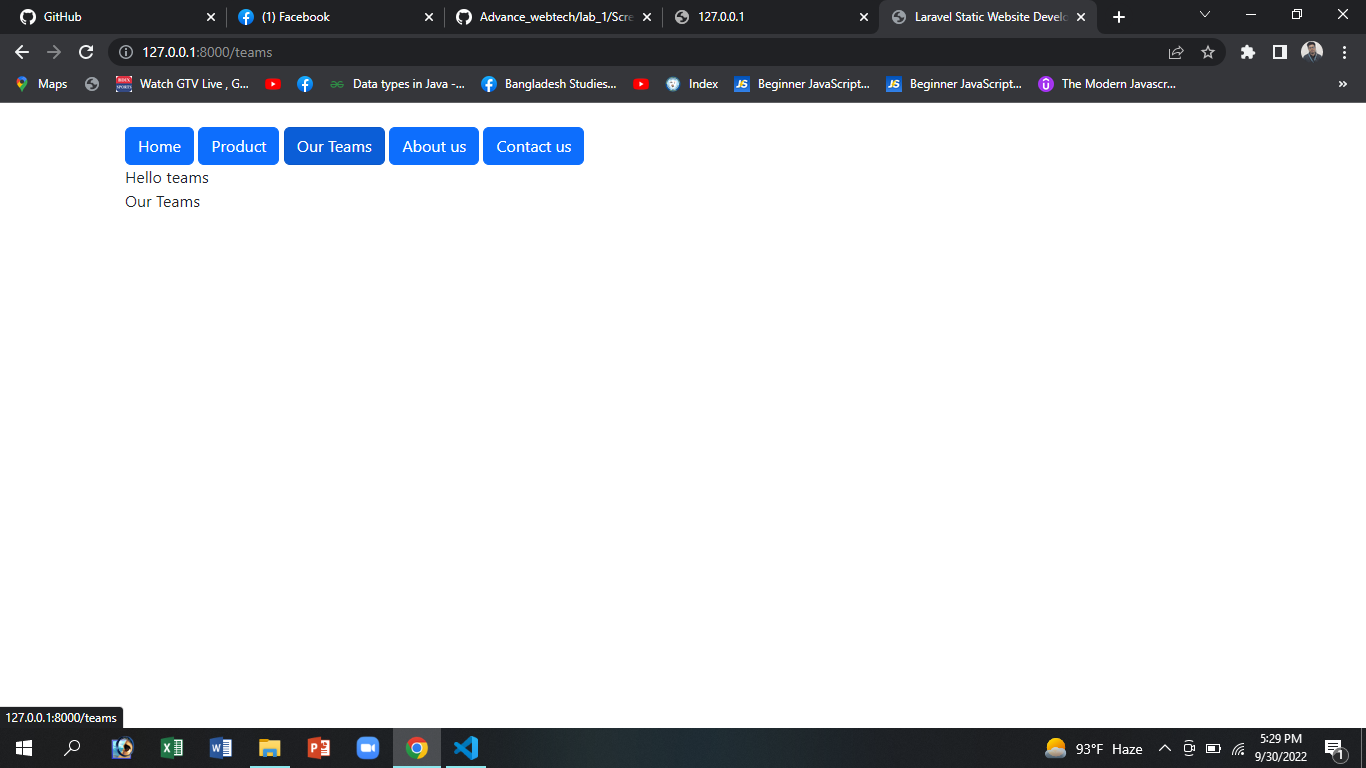 GitHub
(1) Facebook
Advance_webtech/lab_1/Scre
127.0.0.1
Laravel Static Website Develo
127.0.0.1:8000/teams
Maps
Watch GTV Live , G...
Data types in Java -...
Bangladesh Studies...
Index
JS Beginner JavaScript...
JS Beginner JavaScript...
The Modern Javascr...
»
Home
Product
Our Teams
About us
Contact us
Hello teams
Our Teams
127.0.0.1:8000/teams
93°F Haze
5:29 PM
9/30/2022
1